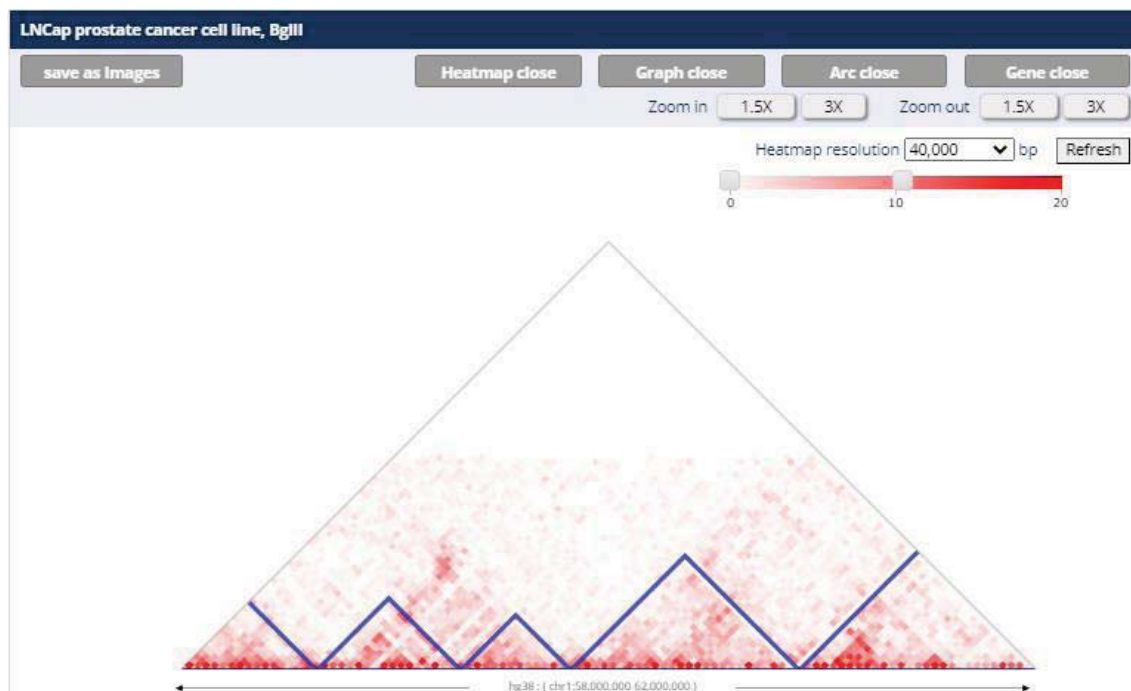 LNCap prostate cancer cell line, BglII
save as Images Heatmap close Graph close Arc close Gene close
Zoom in 1.5X 3X Zoom out 1.5X 3X
Heatmap resolution 40,000 bp Refresh
0 10 20
hg38 : ( chr1:58,000,000 62,000,000 )